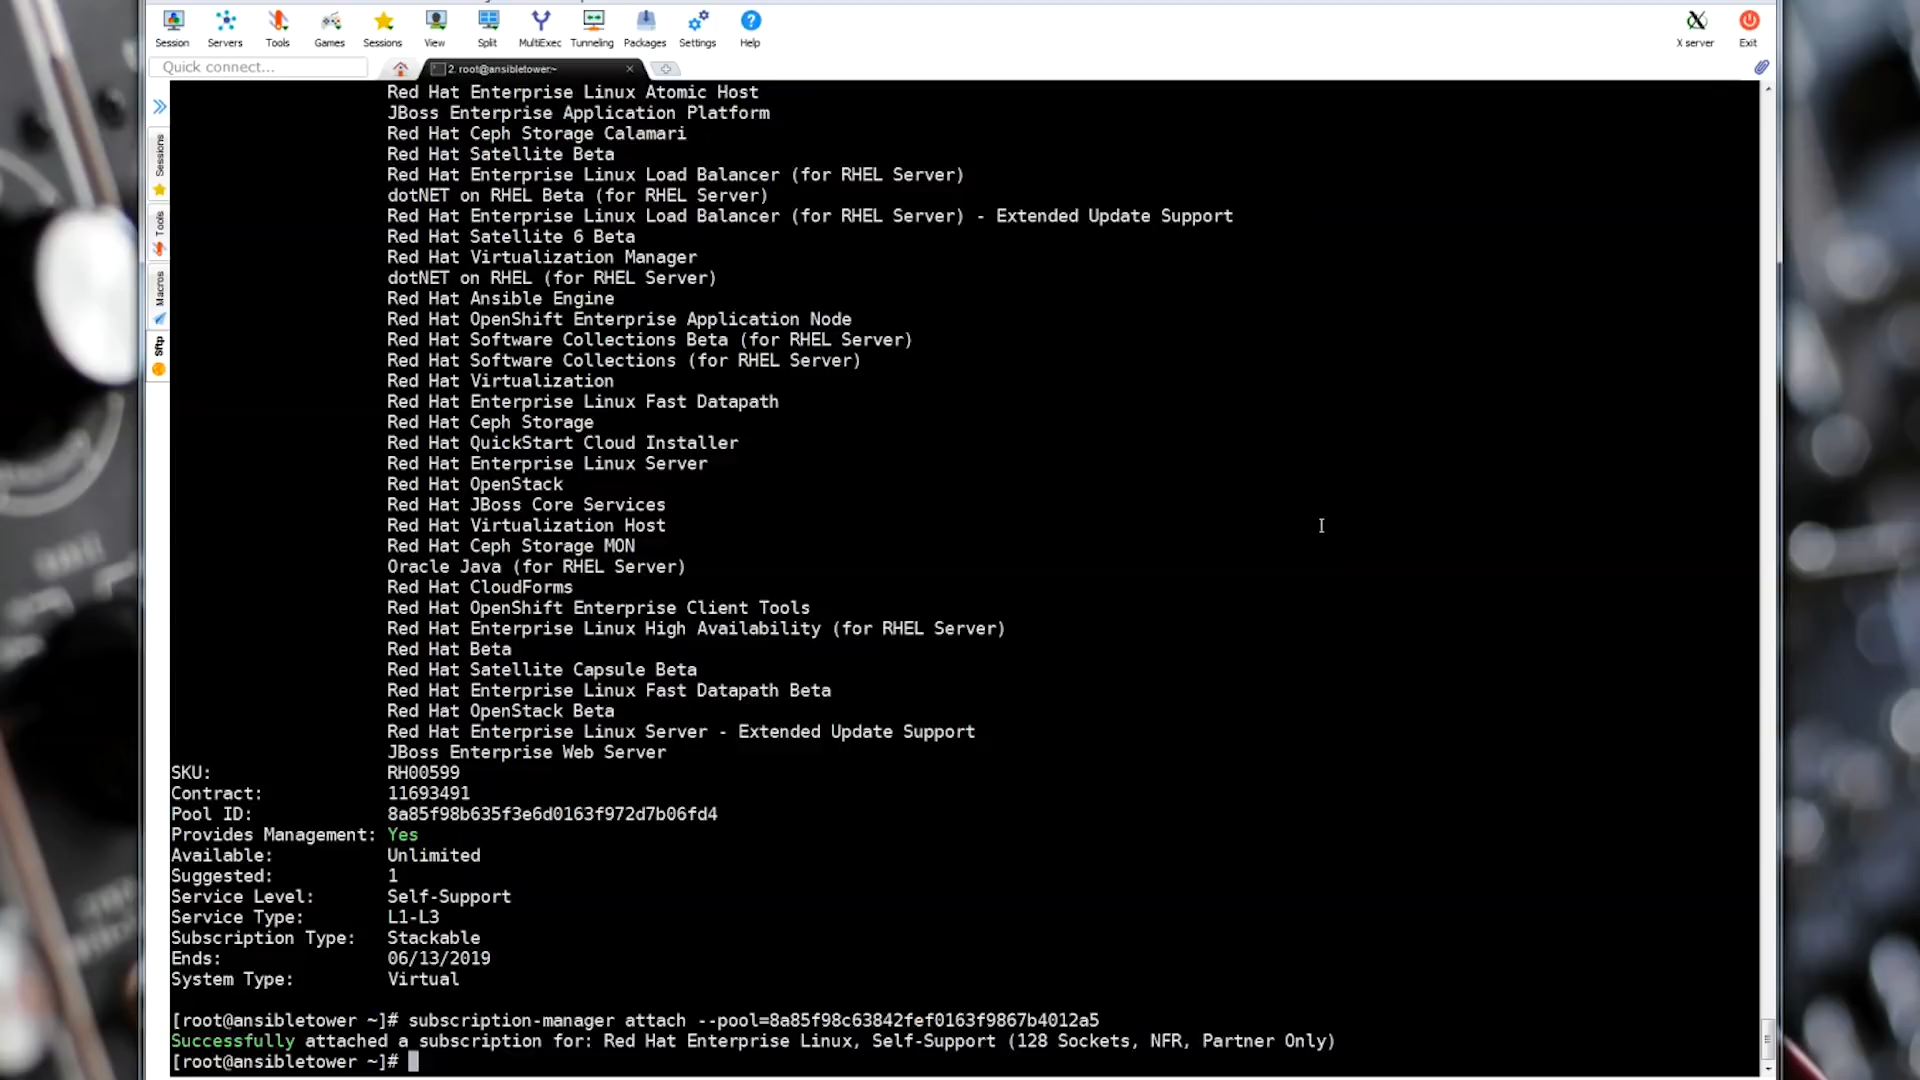 Session Servers Tools Games Sessions View Split MultiExec Tunneling Packages Settings Help
X server Exit
Quick connect...
2. root@ansibletower:~
Sessions
Tools
Macros
Sftp
Red Hat Enterprise Linux Atomic Host
JBoss Enterprise Application Platform
Red Hat Ceph Storage Calamari
Red Hat Satellite Beta
Red Hat Enterprise Linux Load Balancer (for RHEL Server)
dotNET on RHEL Beta (for RHEL Server)
Red Hat Enterprise Linux Load Balancer (for RHEL Server) - Extended Update Support
Red Hat Satellite 6 Beta
Red Hat Virtualization Manager
dotNET on RHEL (for RHEL Server)
Red Hat Ansible Engine
Red Hat OpenShift Enterprise Application Node
Red Hat Software Collections Beta (for RHEL Server)
Red Hat Software Collections (for RHEL Server)
Red Hat Virtualization
Red Hat Enterprise Linux Fast Datapath
Red Hat Ceph Storage
Red Hat QuickStart Cloud Installer
Red Hat Enterprise Linux Server
Red Hat OpenStack
Red Hat JBoss Core Services
Red Hat Virtualization Host
Red Hat Ceph Storage MON
Oracle Java (for RHEL Server)
Red Hat CloudForms
Red Hat OpenShift Enterprise Client Tools
Red Hat Enterprise Linux High Availability (for RHEL Server)
Red Hat Beta
Red Hat Satellite Capsule Beta
Red Hat Enterprise Linux Fast Datapath Beta
Red Hat OpenStack Beta
Red Hat Enterprise Linux Server - Extended Update Support
JBoss Enterprise Web Server
SKU: RH00599
Contract: 11693491
Pool ID: 8a85f98b635f3e6d0163f972d7b06fd4
Provides Management: Yes
Available: Unlimited
Suggested: 1
Service Level: Self-Support
Service Type: L1-L3
Subscription Type: Stackable
Ends: 06/13/2019
System Type: Virtual
[root@ansibletower ~]# subscription-manager attach --pool=8a85f98c63842fef0163f9867b4012a5
Successfully attached a subscription for: Red Hat Enterprise Linux, Self-Support (128 Sockets, NFR, Partner Only)
[root@ansibletower ~]#